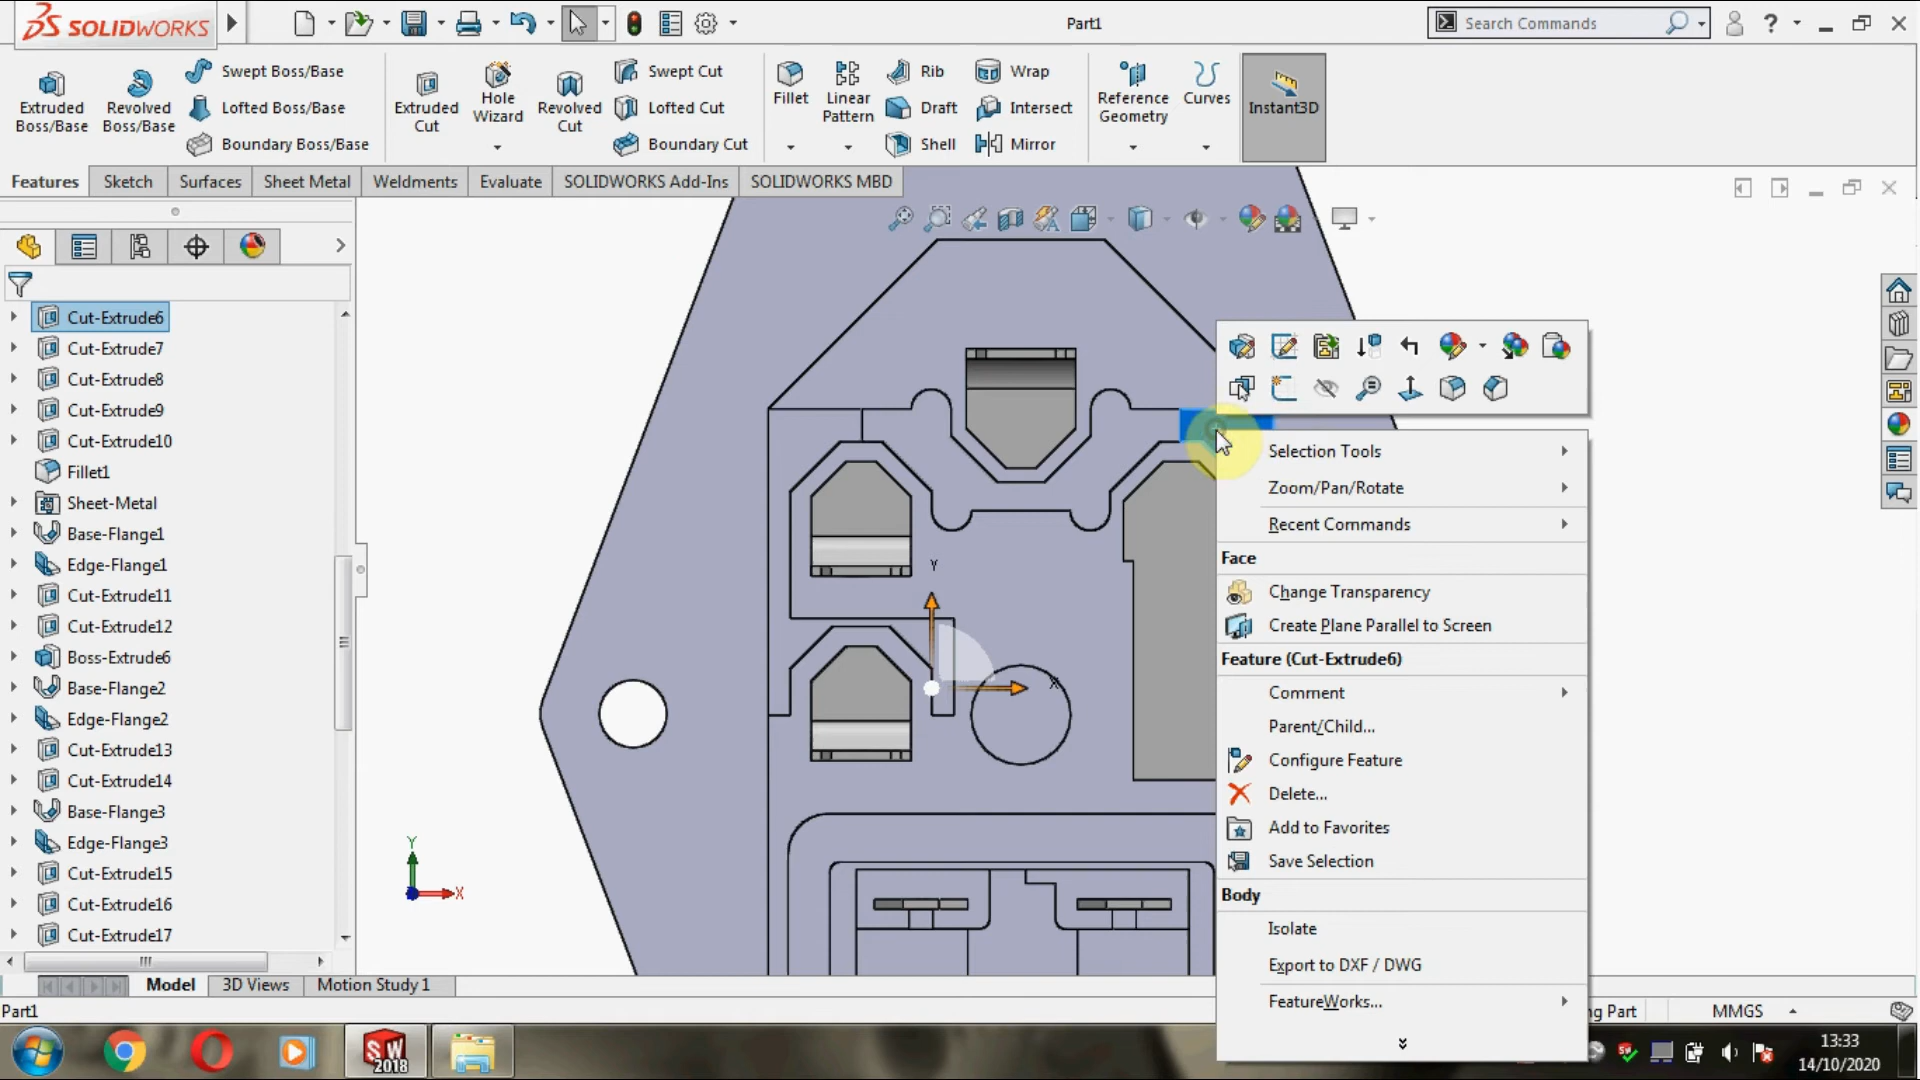 SOLIDWORKS
Part1
Search Commands
Extruded Boss/Base
Revolved Boss/Base
Swept Boss/Base
Lofted Boss/Base
Boundary Boss/Base
Extruded Cut
Hole Wizard
Revolved Cut
Swept Cut
Lofted Cut
Boundary Cut
Fillet
Linear Pattern
Rib
Draft
Shell
Wrap
Intersect
Mirror
Reference Geometry
Curves
Instant3D
Features
Sketch
Surfaces
Sheet Metal
Weldments
Evaluate
SOLIDWORKS Add-Ins
SOLIDWORKS MBD
Cut-Extrude6
Cut-Extrude7
Cut-Extrude8
Cut-Extrude9
Cut-Extrude10
Fillet1
Sheet-Metal
Base-Flange1
Edge-Flange1
Cut-Extrude11
Cut-Extrude12
Boss-Extrude6
Base-Flange2
Edge-Flange2
Cut-Extrude13
Cut-Extrude14
Base-Flange3
Edge-Flange3
Cut-Extrude15
Cut-Extrude16
Cut-Extrude17
Y
X
Y
X
Selection Tools
Zoom/Pan/Rotate
Recent Commands
Face
Change Transparency
Create Plane Parallel to Screen
Feature (Cut-Extrude6)
Comment
Parent/Child...
Configure Feature
Delete...
Add to Favorites
Save Selection
Body
Isolate
Export to DXF / DWG
FeatureWorks...
Model
3D Views
Motion Study 1
Part1
ng Part
MMGS
SW
2018
13:33
14/10/2020